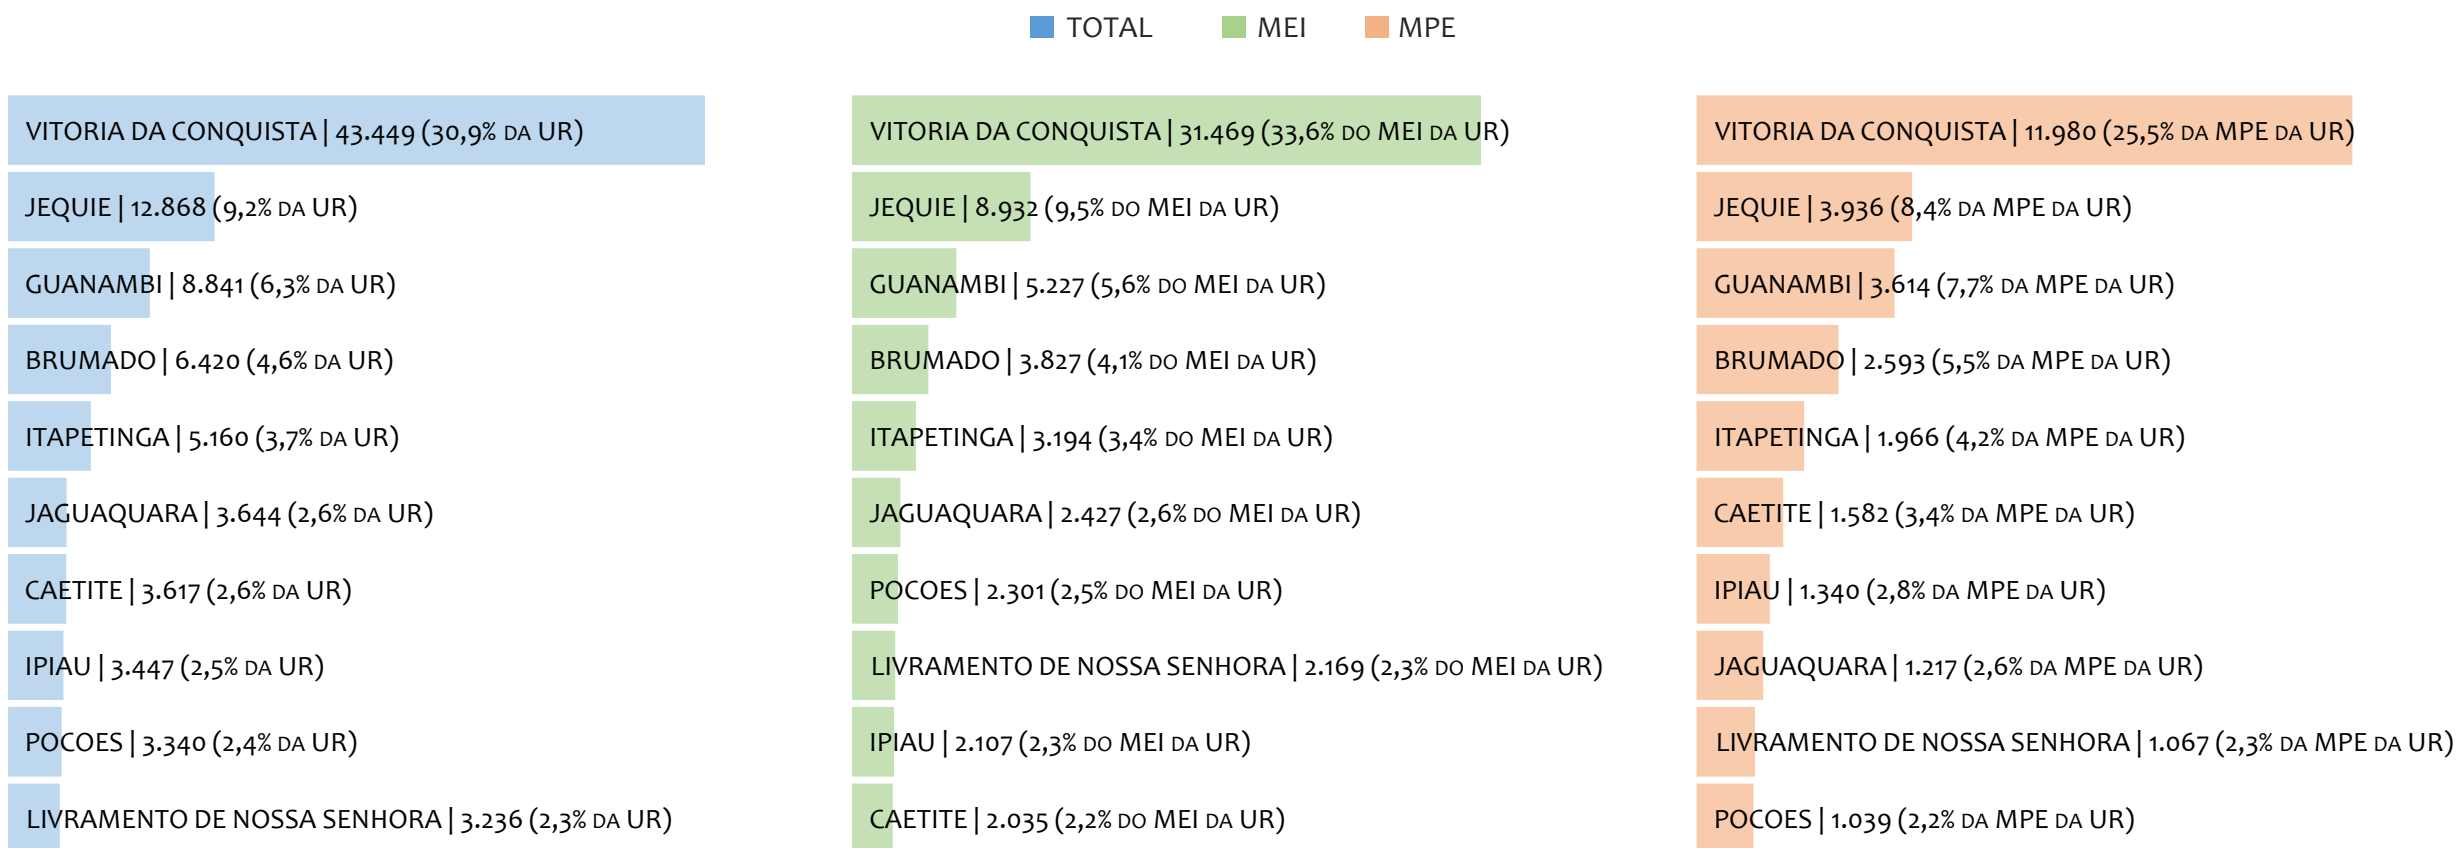 TOTAL MEI MPE
VITORIA DA CONQUISTA | 43.449 (30,9% DA UR)
JEQUIE | 12.868 (9,2% DA UR)
GUANAMBI | 8.841 (6,3% DA UR)
BRUMADO | 6.420 (4,6% DA UR)
ITAPETINGA | 5.160 (3,7% DA UR)
JAGUAQUARA | 3.644 (2,6% DA UR)
CAETITE | 3.617 (2,6% DA UR)
IPIAU | 3.447 (2,5% DA UR)
POCOES | 3.340 (2,4% DA UR)
LIVRAMENTO DE NOSSA SENHORA | 3.236 (2,3% DA UR)
VITORIA DA CONQUISTA | 31.469 (33,6% DO MEI DA UR)
JEQUIE | 8.932 (9,5% DO MEI DA UR)
GUANAMBI | 5.227 (5,6% DO MEI DA UR)
BRUMADO | 3.827 (4,1% DO MEI DA UR)
ITAPETINGA | 3.194 (3,4% DO MEI DA UR)
JAGUAQUARA | 2.427 (2,6% DO MEI DA UR)
POCOES | 2.301 (2,5% DO MEI DA UR)
LIVRAMENTO DE NOSSA SENHORA | 2.169 (2,3% DO MEI DA UR)
IPIAU | 2.107 (2,3% DO MEI DA UR)
CAETITE | 2.035 (2,2% DO MEI DA UR)
VITORIA DA CONQUISTA | 11.980 (25,5% DA MPE DA UR)
JEQUIE | 3.936 (8,4% DA MPE DA UR)
GUANAMBI | 3.614 (7,7% DA MPE DA UR)
BRUMADO | 2.593 (5,5% DA MPE DA UR)
ITAPETINGA | 1.966 (4,2% DA MPE DA UR)
CAETITE | 1.582 (3,4% DA MPE DA UR)
IPIAU | 1.340 (2,8% DA MPE DA UR)
JAGUAQUARA | 1.217 (2,6% DA MPE DA UR)
LIVRAMENTO DE NOSSA SENHORA | 1.067 (2,3% DA MPE DA UR)
POCOES | 1.039 (2,2% DA MPE DA UR)